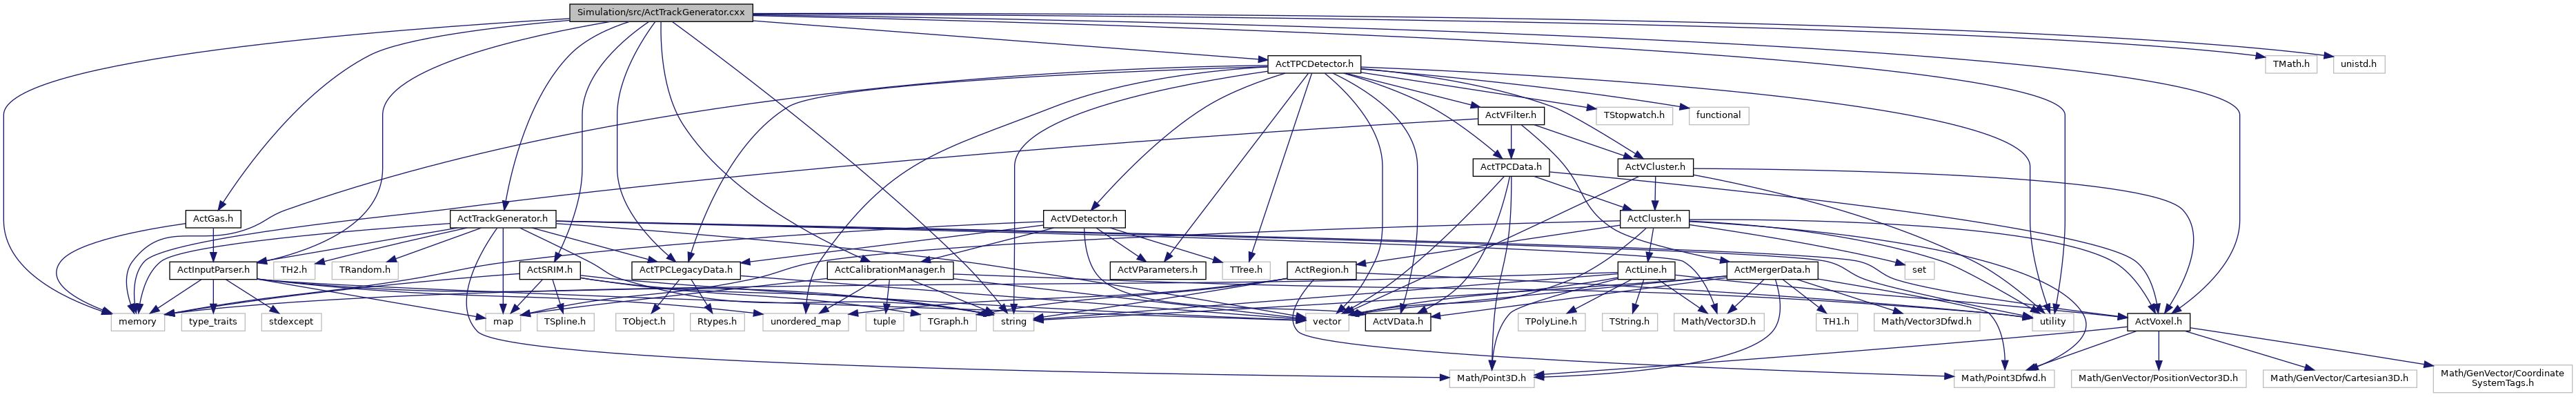 Simulation/src/ActTrackGenerator.cxx
ActTPCDetector.h
TMath.h
unistd.h
ActVFilter.h
TStopwatch.h
functional
ActTPCData.h
ActVCluster.h
ActGas.h
ActTrackGenerator.h
ActVDetector.h
ActCluster.h
ActInputParser.h
TH2.h
TRandom.h
ActSRIM.h
ActTPCLegacyData.h
ActCalibrationManager.h
ActVParameters.h
TTree.h
ActRegion.h
ActLine.h
ActMergerData.h
set
memory
type_traits
stdexcept
map
TSpline.h
TObject.h
Rtypes.h
unordered_map
tuple
TGraph.h
string
vector
ActVData.h
TPolyLine.h
TString.h
Math/Vector3D.h
TH1.h
Math/Vector3Dfwd.h
utility
ActVoxel.h
Math/Point3D.h
Math/Point3Dfwd.h
Math/GenVector/PositionVector3D.h
Math/GenVector/Cartesian3D.h
Math/GenVector/Coordinate
SystemTags.h